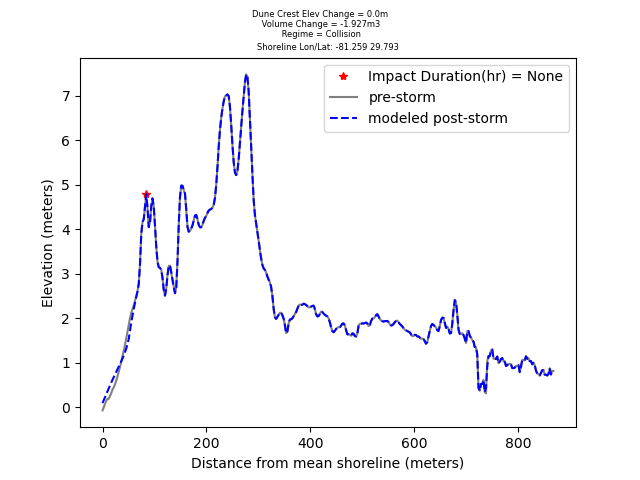 Dune Crest Elev Change = 0.0m
Volume Change = -1.927m3
Regime = Collision
Shoreline Lon/Lat: -81.259 29.793
Impact Duration(hr) = None
pre-storm
modeled post-storm
Elevation (meters)
7
6
5
4
3
2
1
0
0 200 400 600 800
Distance from mean shoreline (meters)